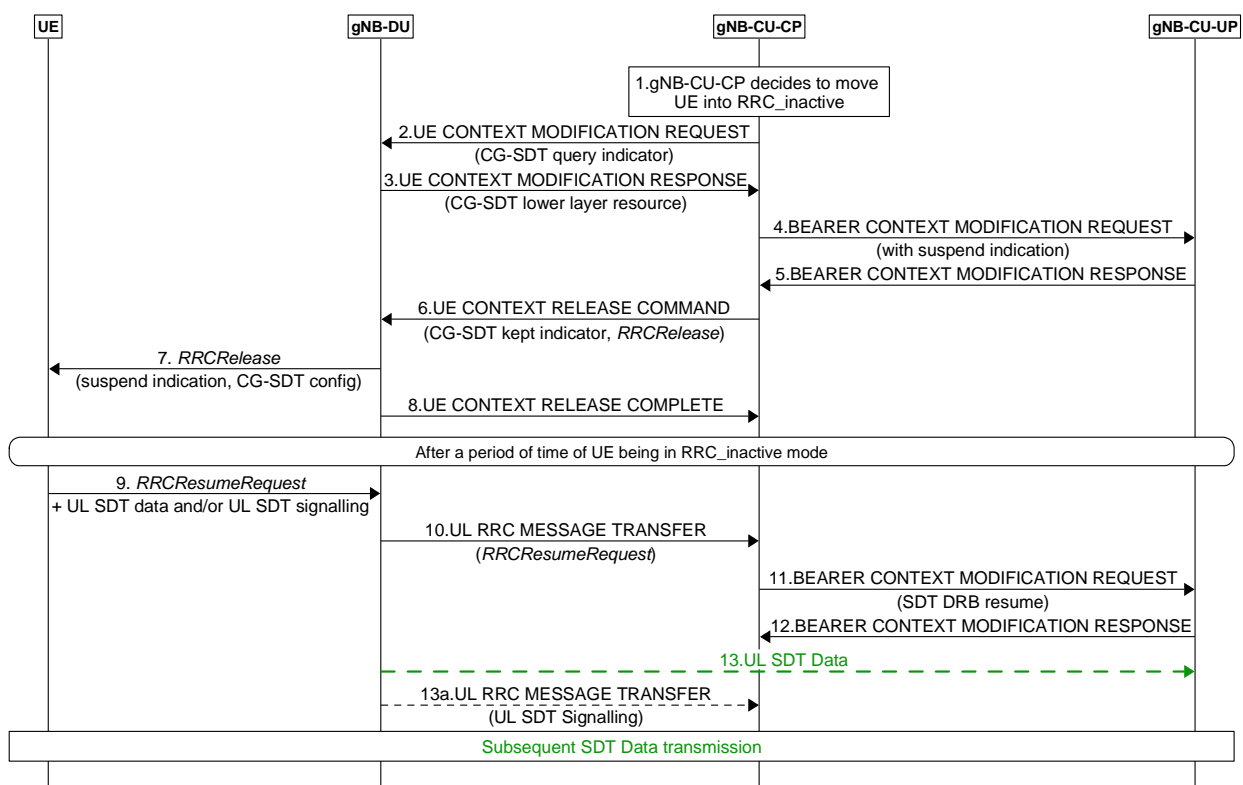 UE
gNB-DU
gNB-CU-CP
gNB-CU-UP
1.gNB-CU-CP decides to move
UE into RRC_inactive
2.UE CONTEXT MODIFICATION REQUEST
(CG-SDT query indicator)
3.UE CONTEXT MODIFICATION RESPONSE
(CG-SDT lower layer resource)
4.BEARER CONTEXT MODIFICATION REQUEST
(with suspend indication)
5.BEARER CONTEXT MODIFICATION RESPONSE
6.UE CONTEXT RELEASE COMMAND
(CG-SDT kept indicator, RRCRelease)
7. RRCRelease
(suspend indication, CG-SDT config)
8.UE CONTEXT RELEASE COMPLETE
After a period of time of UE being in RRC_inactive mode
9. RRCResumeRequest
+ UL SDT data and/or UL SDT signalling
10.UL RRC MESSAGE TRANSFER
(RRCResumeRequest)
11.BEARER CONTEXT MODIFICATION REQUEST
(SDT DRB resume)
12.BEARER CONTEXT MODIFICATION RESPONSE
13.UL SDT Data
13a.UL RRC MESSAGE TRANSFER
(UL SDT Signalling)
Subsequent SDT Data transmission